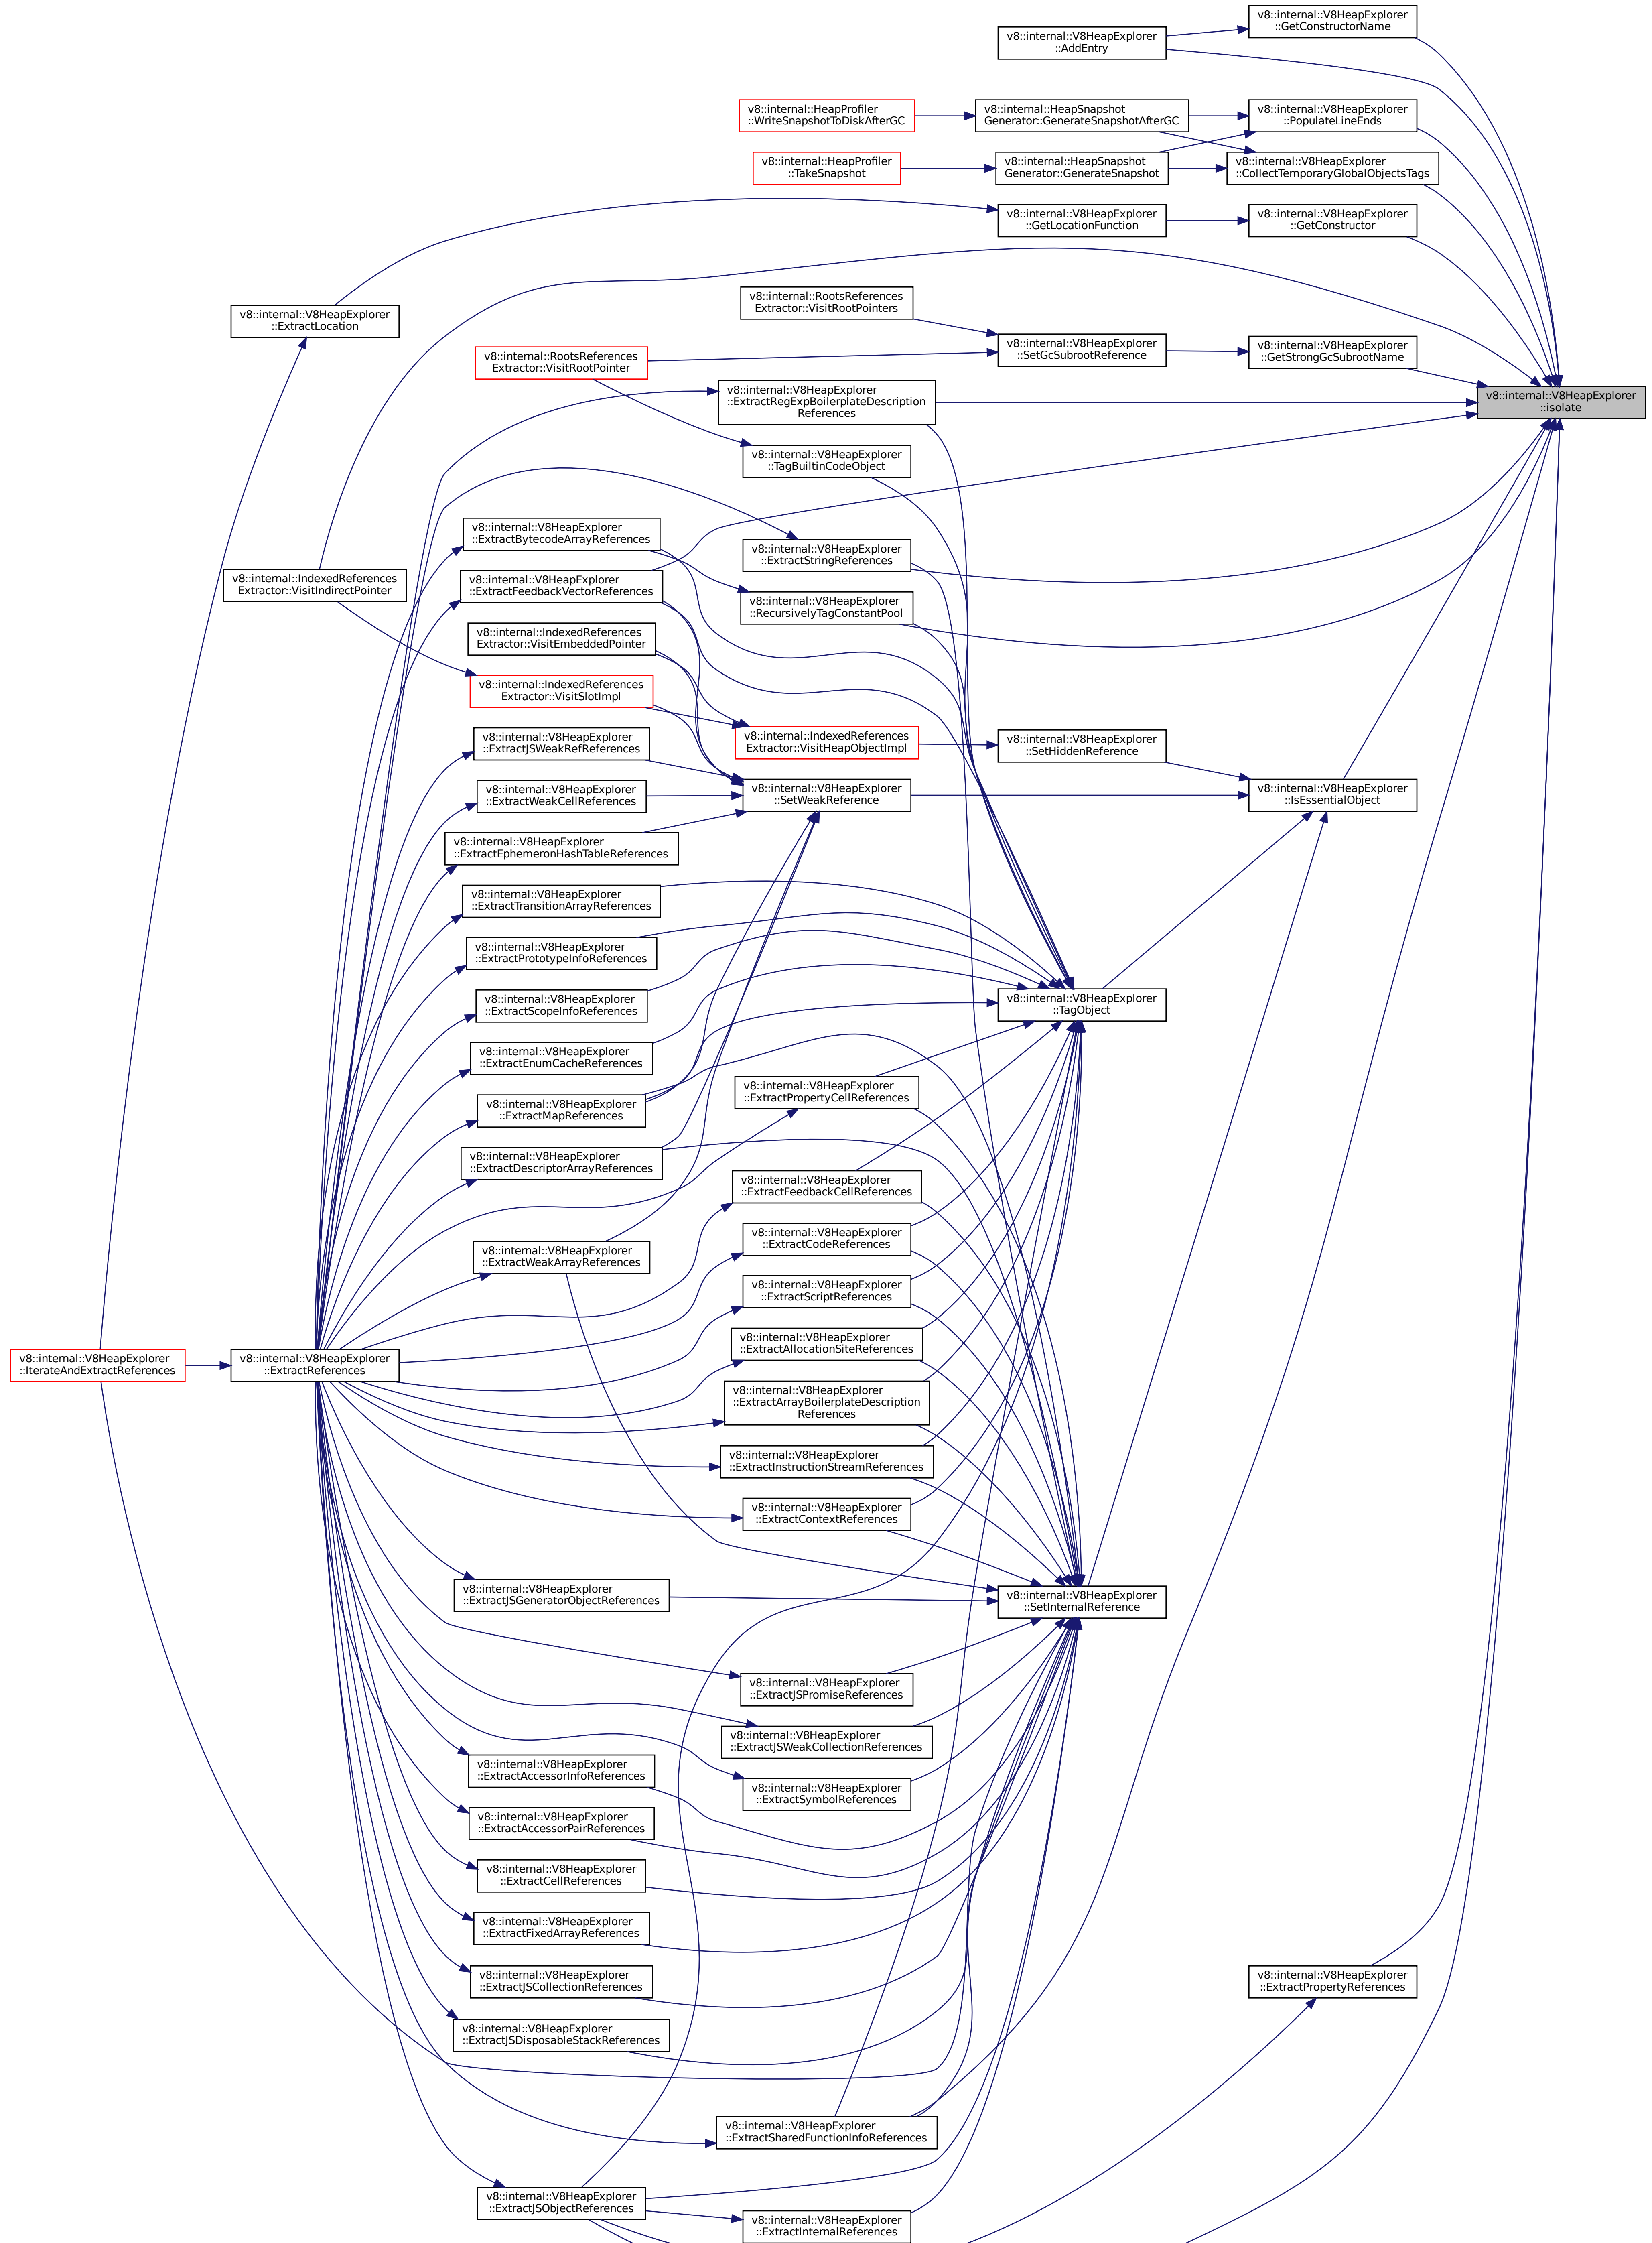 v8::internal::V8HeapExplorer
::GetConstructorName
v8::internal::V8HeapExplorer
::AddEntry
v8::internal::HeapProfiler
::WriteSnapshotToDiskAfterGC
v8::internal::HeapSnapshot
Generator::GenerateSnapshotAfterGC
v8::internal::V8HeapExplorer
::PopulateLineEnds
v8::internal::HeapProfiler
::TakeSnapshot
v8::internal::HeapSnapshot
Generator::GenerateSnapshot
v8::internal::V8HeapExplorer
::CollectTemporaryGlobalObjectsTags
v8::internal::V8HeapExplorer
::GetLocationFunction
v8::internal::V8HeapExplorer
::GetConstructor
v8::internal::RootsReferences
Extractor::VisitRootPointers
v8::internal::V8HeapExplorer
::ExtractLocation
v8::internal::V8HeapExplorer
::SetGcSubrootReference
v8::internal::V8HeapExplorer
::GetStrongGcSubrootName
v8::internal::RootsReferences
Extractor::VisitRootPointer
v8::internal::V8HeapExplorer
::ExtractRegExpBoilerplateDescription
References
v8::internal::V8HeapExplorer
::isolate
v8::internal::V8HeapExplorer
::TagBuiltinCodeObject
v8::internal::V8HeapExplorer
::ExtractBytecodeArrayReferences
v8::internal::V8HeapExplorer
::ExtractStringReferences
v8::internal::IndexedReferences
Extractor::VisitIndirectPointer
v8::internal::V8HeapExplorer
::ExtractFeedbackVectorReferences
v8::internal::V8HeapExplorer
::RecursivelyTagConstantPool
v8::internal::IndexedReferences
Extractor::VisitEmbeddedPointer
v8::internal::IndexedReferences
Extractor::VisitSlotImpl
v8::internal::V8HeapExplorer
::ExtractJSWeakRefReferences
v8::internal::IndexedReferences
Extractor::VisitHeapObjectImpl
v8::internal::V8HeapExplorer
::SetHiddenReference
v8::internal::V8HeapExplorer
::ExtractWeakCellReferences
v8::internal::V8HeapExplorer
::SetWeakReference
v8::internal::V8HeapExplorer
::IsEssentialObject
v8::internal::V8HeapExplorer
::ExtractEphemeronHashTableReferences
v8::internal::V8HeapExplorer
::ExtractTransitionArrayReferences
v8::internal::V8HeapExplorer
::ExtractPrototypeInfoReferences
v8::internal::V8HeapExplorer
::ExtractScopeInfoReferences
v8::internal::V8HeapExplorer
::TagObject
v8::internal::V8HeapExplorer
::ExtractEnumCacheReferences
v8::internal::V8HeapExplorer
::ExtractPropertyCellReferences
v8::internal::V8HeapExplorer
::ExtractMapReferences
v8::internal::V8HeapExplorer
::ExtractDescriptorArrayReferences
v8::internal::V8HeapExplorer
::ExtractFeedbackCellReferences
v8::internal::V8HeapExplorer
::ExtractCodeReferences
v8::internal::V8HeapExplorer
::ExtractWeakArrayReferences
v8::internal::V8HeapExplorer
::ExtractScriptReferences
v8::internal::V8HeapExplorer
::ExtractAllocationSiteReferences
v8::internal::V8HeapExplorer
::IterateAndExtractReferences
v8::internal::V8HeapExplorer
::ExtractReferences
v8::internal::V8HeapExplorer
::ExtractArrayBoilerplateDescription
References
v8::internal::V8HeapExplorer
::ExtractInstructionStreamReferences
v8::internal::V8HeapExplorer
::ExtractContextReferences
v8::internal::V8HeapExplorer
::ExtractJSGeneratorObjectReferences
v8::internal::V8HeapExplorer
::SetInternalReference
v8::internal::V8HeapExplorer
::ExtractJSPromiseReferences
v8::internal::V8HeapExplorer
::ExtractJSWeakCollectionReferences
v8::internal::V8HeapExplorer
::ExtractAccessorInfoReferences
v8::internal::V8HeapExplorer
::ExtractSymbolReferences
v8::internal::V8HeapExplorer
::ExtractAccessorPairReferences
v8::internal::V8HeapExplorer
::ExtractCellReferences
v8::internal::V8HeapExplorer
::ExtractFixedArrayReferences
v8::internal::V8HeapExplorer
::ExtractJSCollectionReferences
v8::internal::V8HeapExplorer
::ExtractPropertyReferences
v8::internal::V8HeapExplorer
::ExtractJSDisposableStackReferences
v8::internal::V8HeapExplorer
::ExtractSharedFunctionInfoReferences
v8::internal::V8HeapExplorer
::ExtractJSObjectReferences
v8::internal::V8HeapExplorer
::ExtractInternalReferences